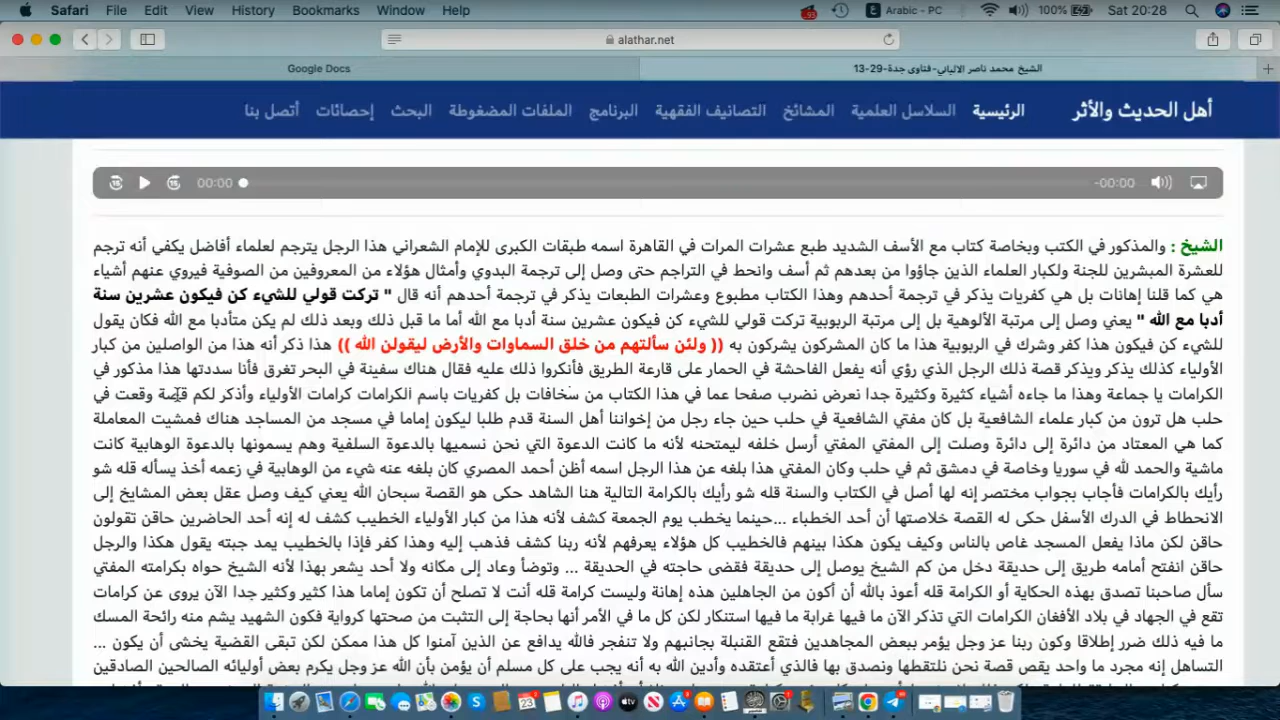 Safari File Edit View History Bookmarks Window Help Arabic - PC 100% Sat 20:28
alathar.net
Google Docs
الشيخ محمد ناصر الالباني-فتاوى جدة-29-13
أهل الحديث والأثر الرئيسية السلاسل العلمية المشائخ التصانيف الفقهية البرنامج الملفات المضغوطة البحث إحصائات أتصل بنا
00:00 -00:00
الشيخ : والمذكور في الكتب وبخاصة كتاب مع الأسف الشديد طبع عشرات المرات في القاهرة اسمه طبقات الكبرى للإمام الشعراني هذا الرجل يترجم لعلماء أفاضل يكفي أنه ترجم
للعشرة المبشرين للجنة ولكبار العلماء الذين جاؤوا من بعدهم ثم أسف وانحط في التراجم حتى وصل إلى ترجمة البدوي وأمثال هؤلاء من المعروفين من الصوفية فيروي عنهم أشياء
هي كما قلنا إهانات بل هي كفريات يذكر في ترجمة أحدهم وهذا الكتاب مطبوع وعشرات الطبعات يذكر في ترجمة أحدهم أنه قال " تركت قولي للشيء كن فيكون عشرين سنة
أدبا مع الله " يعني وصل إلى مرتبة الألوهية بل إلى مرتبة الربوبية تركت قولي للشيء كن فيكون عشرين سنة أدبا مع الله أما ما قبل ذلك وبعد ذلك لم يكن متأدبا مع الله فكان يقول
للشيء كن فيكون هذا كفر وشرك في الربوبية هذا ما كان المشركون يشركون به (( ولئن سألتهم من خلق السماوات والأرض ليقولن الله )) هذا ذكر أنه هذا من الواصلين من كبار
الأولياء كذلك يذكر ويذكر قصة ذلك الرجل الذي رؤي أنه يفعل الفاحشة في الحمار على قارعة الطريق فأنكروا ذلك عليه فقال هناك سفينة في البحر تغرق فأنا سددتها هذا مذكور في
الكرامات يا جماعة وهذا ما جاءه أشياء كثيرة وكثيرة جدا نعرض نضرب صفحا عما في هذا الكتاب من سخافات بل كفريات باسم الكرامات كرامات الأولياء وأذكر لكم قصة وقعت في
حلب هل ترون من كبار علماء الشافعية بل كان مفتي الشافعية في حلب حين جاء رجل من إخواننا أهل السنة قدم طلبا ليكون إماما في مسجد من المساجد هناك فمشيت المعاملة
كما هي المعتاد من دائرة إلى دائرة وصلت إلى المفتي المفتي أرسل خلفه ليمتحنه لأنه ما كانت الدعوة التي نحن نسميها بالدعوة السلفية وهم يسمونها بالدعوة الوهابية كانت
ماشية والحمد لله في سوريا وخاصة في دمشق ثم في حلب وكان المفتي هذا بلغه عن هذا الرجل اسمه أظن أحمد المصري كان بلغه عنه شيء من الوهابية في زعمه أخذ يسأله قله شو
رأيك بالكرامات فأجاب بجواب مختصر إنه لها أصل في الكتاب والسنة قله شو رأيك بالكرامة التالية هنا الشاهد حكى هو القصة سبحان الله يعني كيف وصل عقل بعض المشايخ إلى
الانحطاط في الدرك الأسفل حكى له القصة خلاصتها أن أحد الخطباء ...حينما يخطب يوم الجمعة كشف لأنه هذا من كبار الأولياء الخطيب كشف له إنه أحد الحاضرين حاقن تقولون
حاقن لكن ماذا يفعل المسجد غاص بالناس وكيف يكون هكذا بينهم فالخطيب كل هؤلاء يعرفهم لأنه ربنا كشف فذهب إليه وهذا كفر فإذا بالخطيب يمد جبته يقول هكذا والرجل
حاقن انفتح أمامه طريق إلى حديقة دخل من كم الشيخ يوصل إلى حديقة فقضى حاجته في الحديقة ... وتوضأ وعاد إلى مكانه ولا أحد يشعر بهذا لأنه الشيخ حواه بكرامته المفتي
سأل صاحبنا تصدق بهذه الحكاية أو الكرامة قله أعوذ بالله أن أكون من الجاهلين هذه إهانة وليست كرامة قله أنت لا تصلح أن تكون إماما هذا كثير وكثير جدا الآن يروى عن كرامات
تقع في الجهاد في بلاد الأفغان الكرامات التي تذكر الآن ما فيها غرابة ما فيها استنكار لكن كل ما في الأمر أنها بحاجة إلى التثبت من صحتها كرواية فكون الشهيد يشم منه رائحة المسك
ما فيه ذلك ضرر إطلاقا وكون ربنا عز وجل يؤمر ببعض المجاهدين فتقع القنبلة بجانبهم ولا تنفجر فالله يدافع عن الذين آمنوا كل هذا ممكن لكن تبقى القضية يخشى أن يكون ...
التساهل إنه مجرد ما واحد يقص قصة نحن نلتقطها ونصدق بها فالذي أعتقده وأدين الله به أنه يجب على كل مسلم أن يؤمن بأن الله عز وجل يكرم بعض أوليائه الصالحين الصادقين